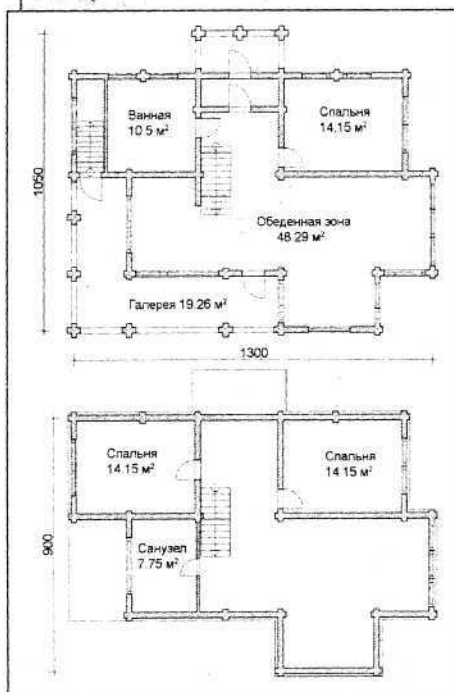 Ванная
10.5 м²
Спальня
14.15 м²
1050
Обеденная зона
48.29 м²
Галерея 19.26 м²
1300
Спальня
14.15 м²
Спальня
14.15 м²
900
Санузел
7.75 м²